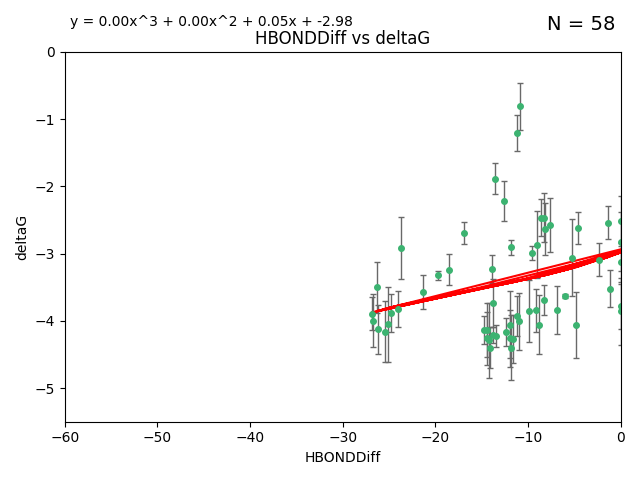 y = 0.00x^3 + 0.00x^2 + 0.05x + -2.98
N = 58
HBONDDiff vs deltaG
0
−1
−2
−3
−4
−5
deltaG
−60 −50 −40 −30 −20 −10 0
HBONDDiff